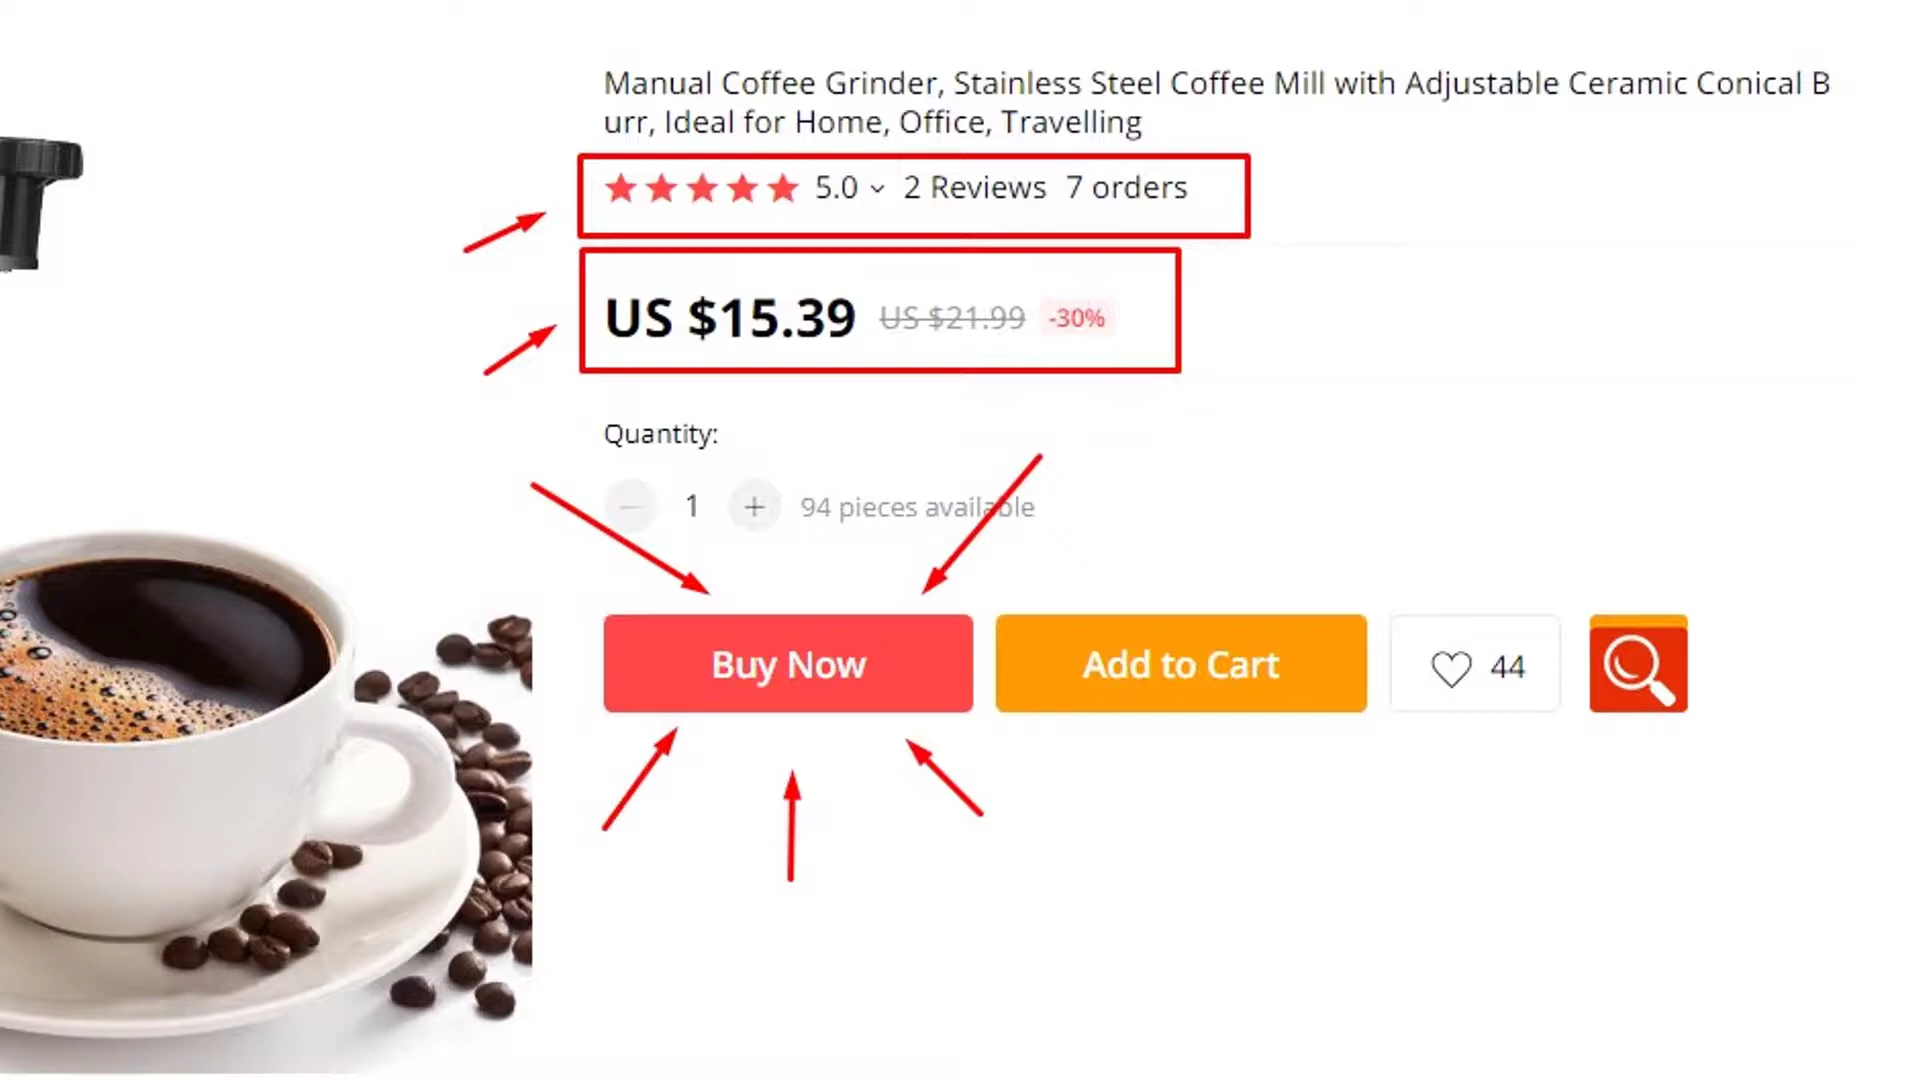 Manual Coffee Grinder, Stainless Steel Coffee Mill with Adjustable Ceramic Conical B
urr, Ideal for Home, Office, Travelling
5.0 2 Reviews 7 orders
US $15.39 US $21.99 -30%
Quantity:
1 94 pieces available
Buy Now Add to Cart 44